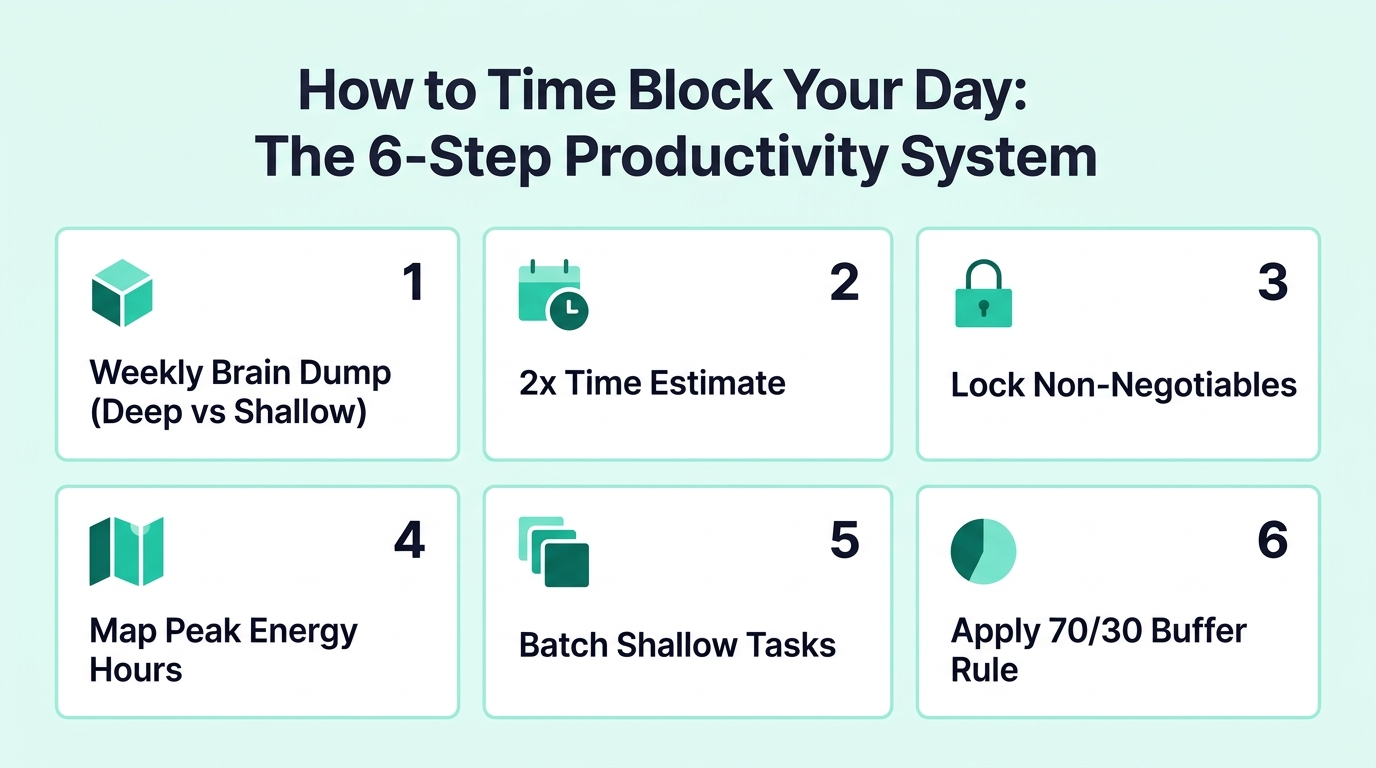 How to Time Block Your Day:
The 6-Step Productivity System
1
Weekly Brain Dump
(Deep vs Shallow)
2
2x Time Estimate
3
Lock Non-Negotiables
4
Map Peak Energy
Hours
5
Batch Shallow Tasks
6
Apply 70/30 Buffer
Rule